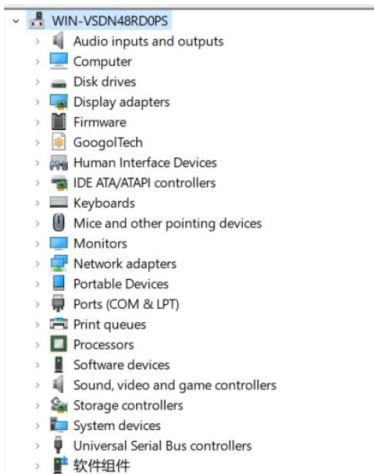 WIN-VSDN48RD0PS
Audio inputs and outputs
Computer
Disk drives
Display adapters
Firmware
GoogolTech
Human Interface Devices
IDE ATA/ATAPI controllers
Keyboards
Mice and other pointing devices
Monitors
Network adapters
Portable Devices
Ports (COM & LPT)
Print queues
Processors
Software devices
Sound, video and game controllers
Storage controllers
System devices
Universal Serial Bus controllers
软件组件